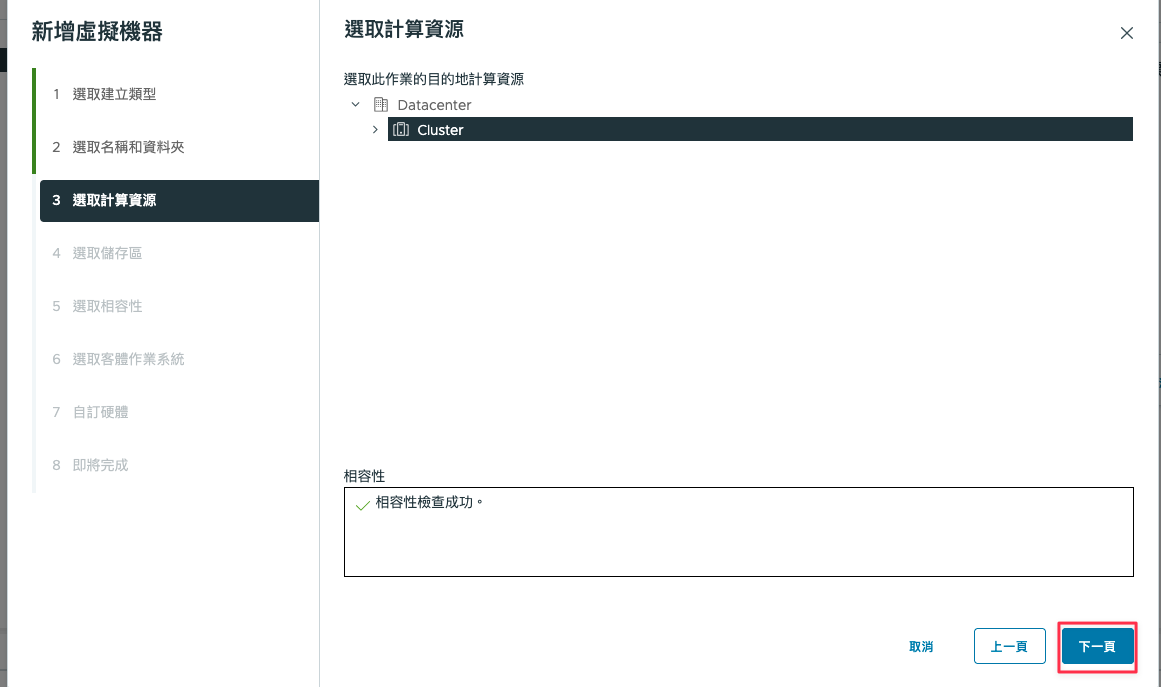 新增虛擬機器
1 選取建立類型
2 選取名稱和資料夾
3 選取計算資源
4 選取儲存區
5 選取相容性
6 選取客體作業系統
7 自訂硬體
8 即將完成
選取計算資源
選取此作業的目的地計算資源
Datacenter
Cluster
相容性
相容性檢查成功。
取消 上一頁 下一頁